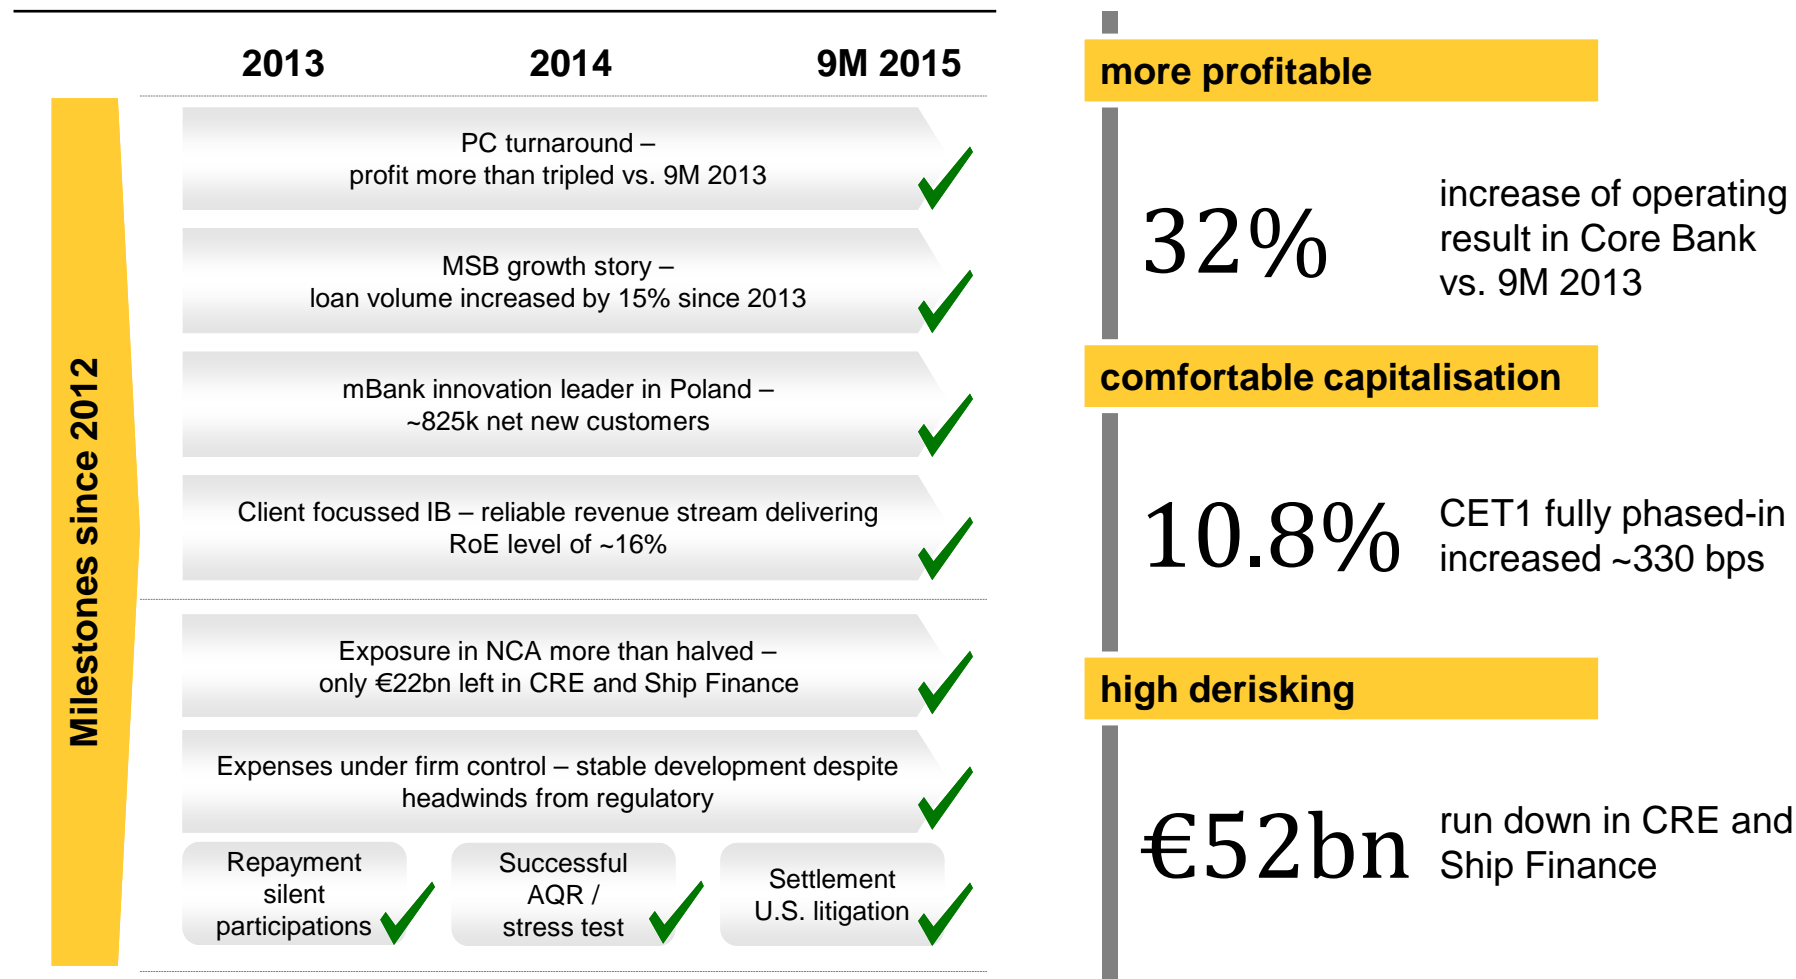 2013 2014 9M 2015
Milestones since 2012
PC turnaround –
profit more than tripled vs. 9M 2013
MSB growth story –
loan volume increased by 15% since 2013
mBank innovation leader in Poland –
~825k net new customers
Client focussed IB – reliable revenue stream delivering
RoE level of ~16%
Exposure in NCA more than halved –
only €22bn left in CRE and Ship Finance
Expenses under firm control – stable development despite
headwinds from regulatory
Repayment
silent
participations
Successful
AQR /
stress test
Settlement
U.S. litigation
more profitable
32%
increase of operating
result in Core Bank
vs. 9M 2013
comfortable capitalisation
10.8%
CET1 fully phased-in
increased ~330 bps
high derisking
€52bn
run down in CRE and
Ship Finance